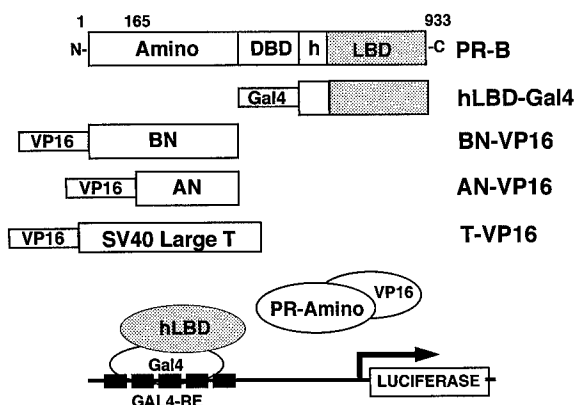 1 165 933
N- Amino DBD h LBD -C PR-B
Gal4 hLBD-Gal4
VP16 BN BN-VP16
VP16 AN AN-VP16
VP16 SV40 Large T T-VP16
PR-Amino VP16
hLBD
Gal4
LUCIFERASE
GAL4-RE